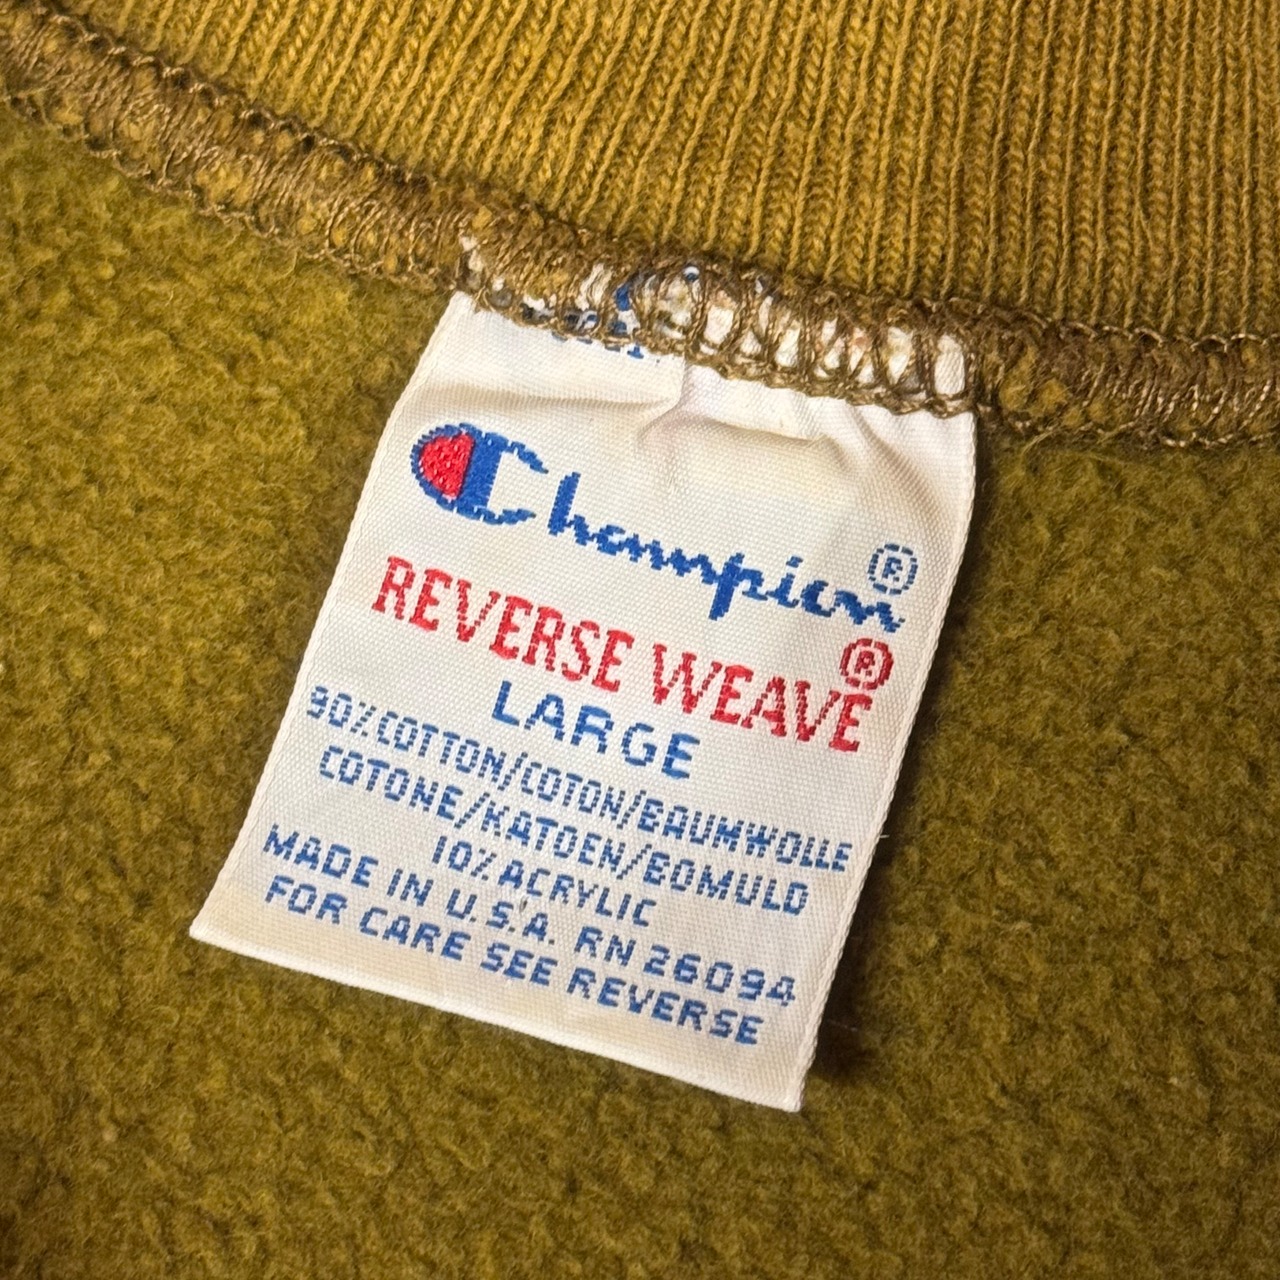 Champion®
REVERSE WEAVE®
LARGE
90% COTTON/COTON/BAUMWOLLE
COTONE/KATOEN/BOMULD
10% ACRYLIC
MADE IN U.S.A. RN 26094
FOR CARE SEE REVERSE